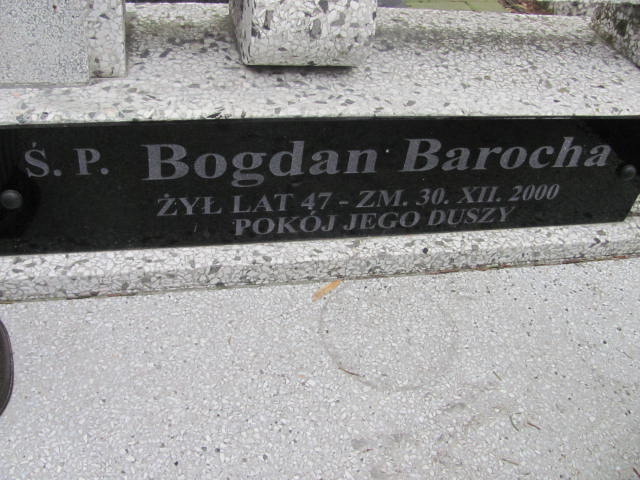 Ś. P. Bogdan Barocha
ŻYŁ LAT 47 - ZM. 30. XII. 2000
POKÓJ JEGO DUSZY